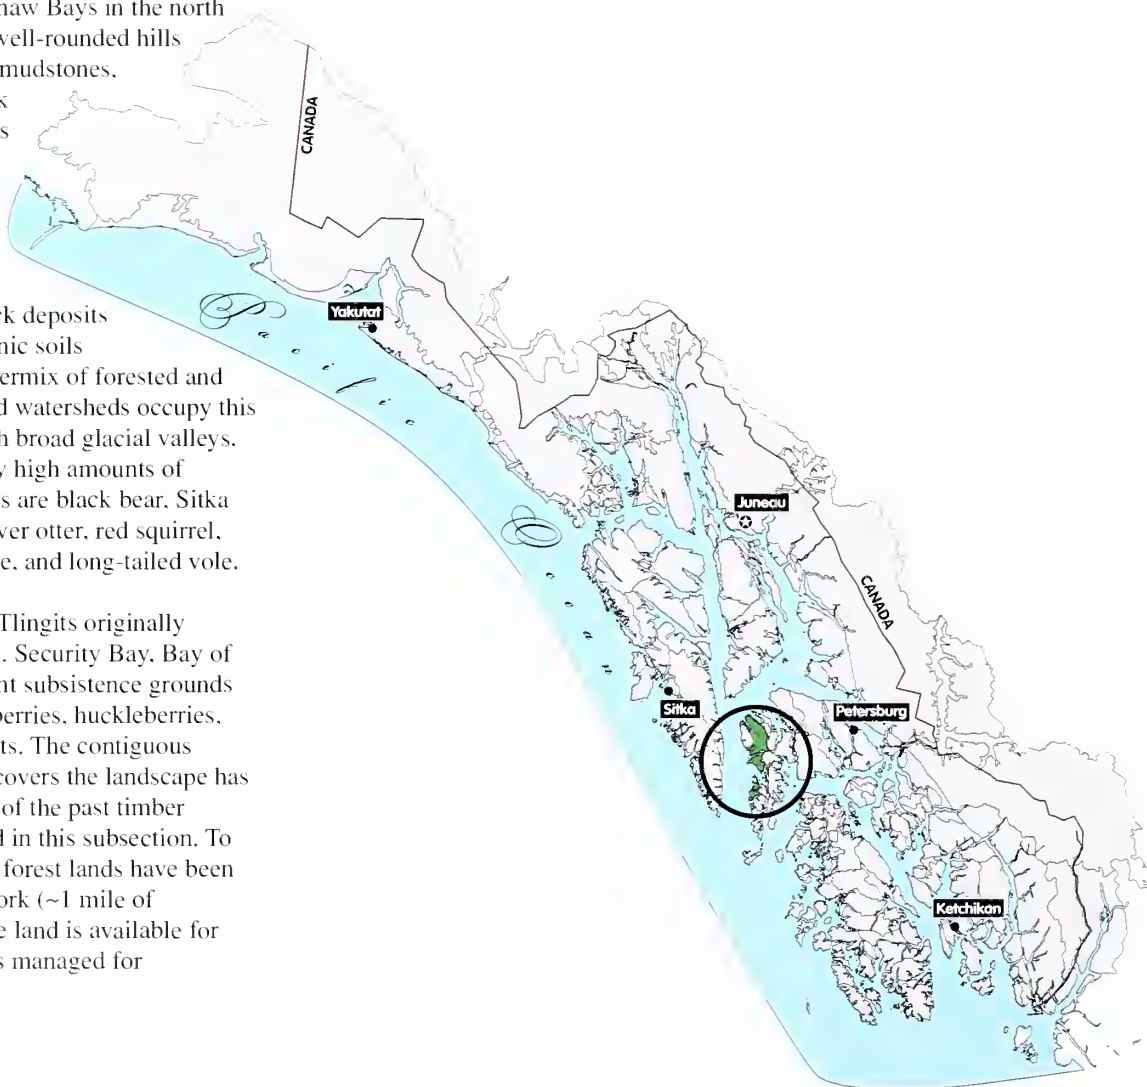 naw Bays in the north
well-rounded hills
mudstones,
k
s
rk deposits
nic soils
ermix of forested and
d watersheds occupy this
h broad glacial valleys.
y high amounts of
s are black bear, Sitka
ver otter, red squirrel,
e, and long-tailed vole.
Tlingits originally
. Security Bay, Bay of
nt subsistence grounds
berries, huckleberries,
ts. The contiguous
covers the landscape has
of the past timber
d in this subsection. To
forest lands have been
ork (~1 mile of
e land is available for
s managed for
CANADA
Yakutat
Pacific
Juneau
Ocean
CANADA
Sitka
Petersburg
Ketchikan